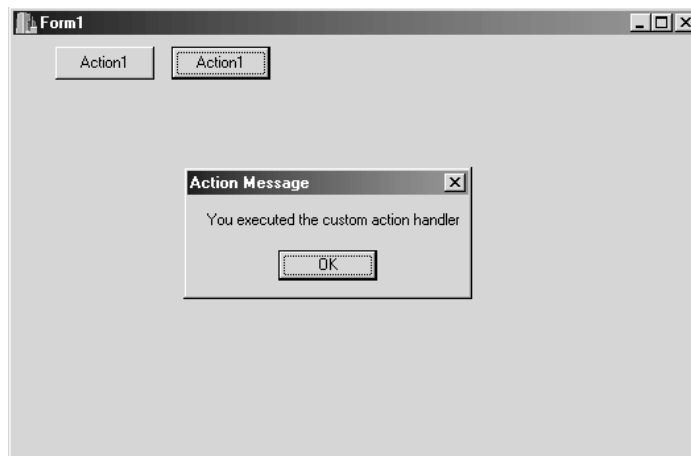 Form1
Action1 Action1
Action Message
You executed the custom action handler
OK